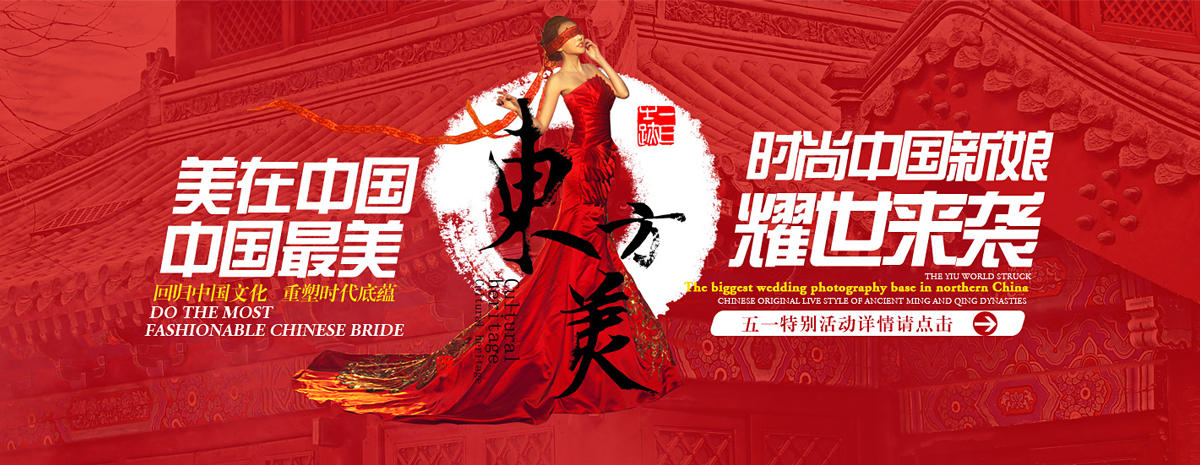 美在中国
中国最美
回归中国文化 重塑时代底蕴
DO THE MOST
FASHIONABLE CHINESE BRIDE
東方美
Cultural
heritage
时尚中国新娘
耀世来袭
THE YIU WORLD STRUCK
The biggest wedding photography base in northern China
CHINESE ORIGINAL LIVE STYLE OF ANCIENT MING AND QING DYNASTIES
五一特别活动详情请点击